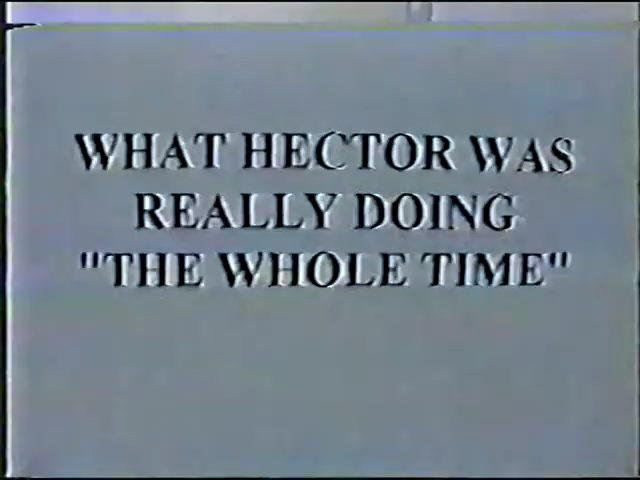 WHAT HECTOR WAS
REALLY DOING
"THE WHOLE TIME"